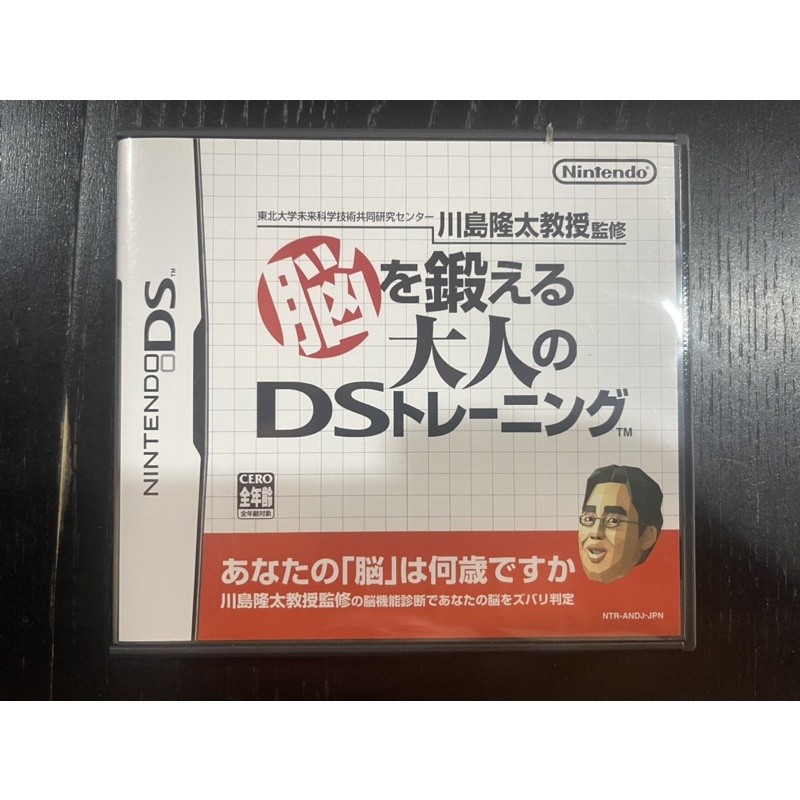 NINTENDO DS™
Nintendo®
東北大学未来科学技術共同研究センター
川島隆太教授監修
脳を鍛える
大人の
DSトレーニング™
CERO
全年齢
全年齢対象
あなたの「脳」は何歳ですか
川島隆太教授監修の脳機能診断であなたの脳をズバリ判定
NTR-ANDJ-JPN